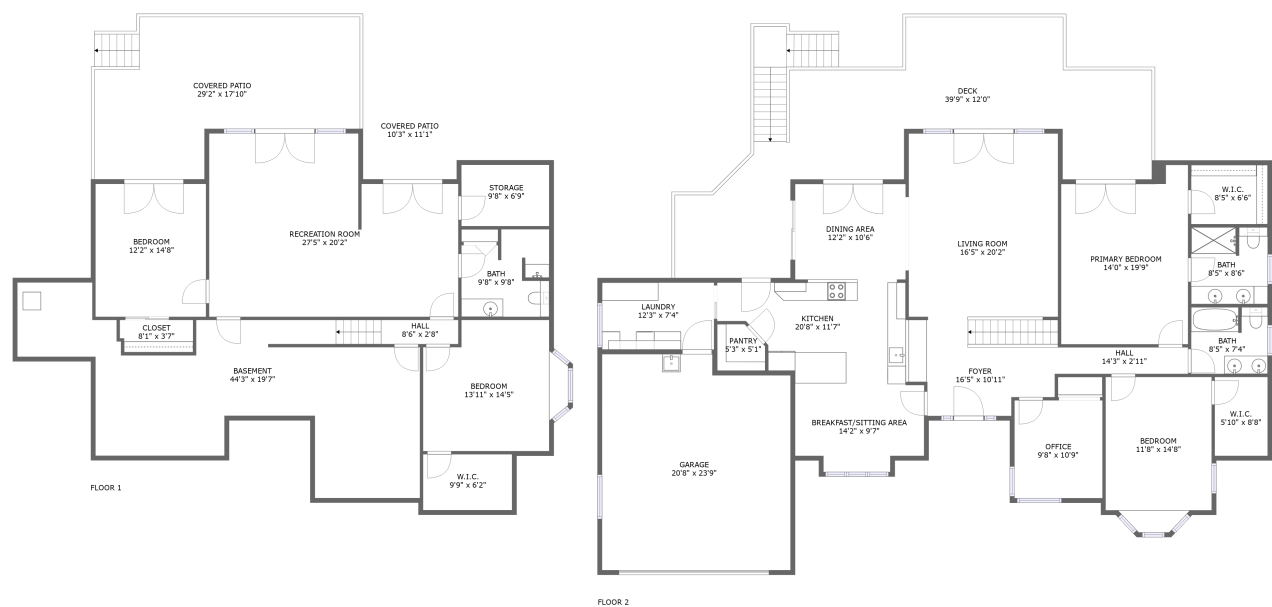 COVERED PATIO
29'2" x 17'10"
COVERED PATIO
10'3" x 11'1"
STORAGE
9'8" x 6'9"
BEDROOM
12'2" x 14'8"
RECREATION ROOM
27'5" x 20'2"
BATH
9'8" x 9'8"
CLOSET
8'1" x 3'7"
HALL
8'6" x 2'8"
BASEMENT
44'3" x 19'7"
BEDROOM
13'11" x 14'5"
W.I.C.
9'9" x 6'2"
FLOOR 1
DECK
39'9" x 12'0"
W.I.C.
8'5" x 6'6"
DINING AREA
12'2" x 10'6"
LIVING ROOM
16'5" x 20'2"
PRIMARY BEDROOM
14'0" x 19'9"
BATH
8'5" x 8'6"
LAUNDRY
12'3" x 7'4"
KITCHEN
20'8" x 11'7"
PANTRY
5'3" x 5'1"
BATH
8'5" x 7'4"
HALL
14'3" x 2'11"
FOYER
16'5" x 10'11"
BREAKFAST/SITTING AREA
14'2" x 9'7"
W.I.C.
5'10" x 8'8"
OFFICE
9'8" x 10'9"
BEDROOM
11'8" x 14'8"
GARAGE
20'8" x 23'9"
FLOOR 2